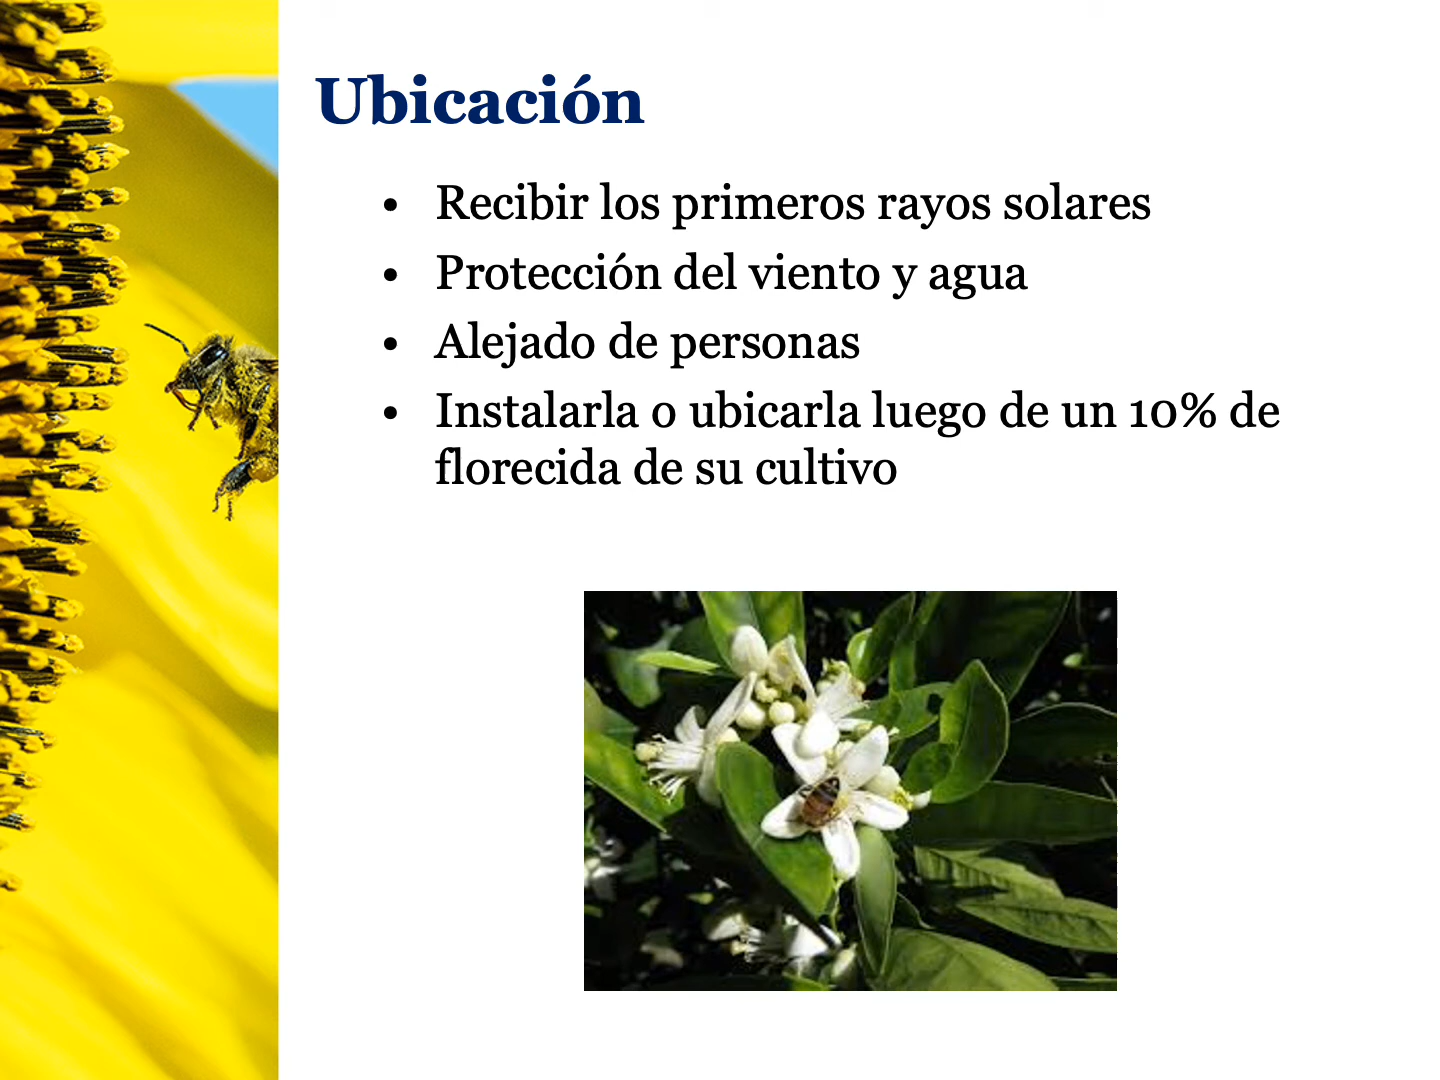 Ubicación
• Recibir los primeros rayos solares
• Protección del viento y agua
• Alejado de personas
• Instalarla o ubicarla luego de un 10% de
florecida de su cultivo